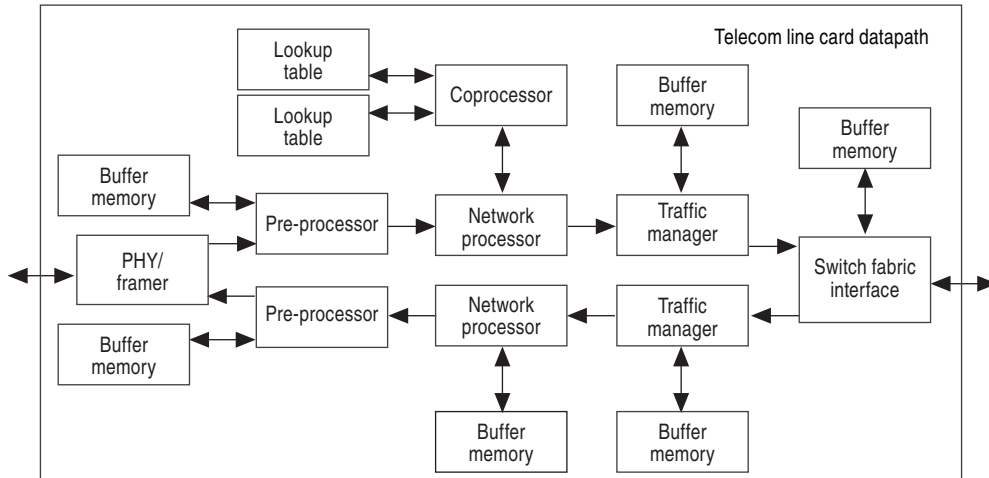 Telecom line card datapath
Lookup
table
Coprocessor
Buffer
memory
Lookup
table
Buffer
memory
Buffer
memory
Pre-processor
Network
processor
Traffic
manager
PHY/
framer
Switch fabric
interface
Pre-processor
Network
processor
Traffic
manager
Buffer
memory
Buffer
memory
Buffer
memory